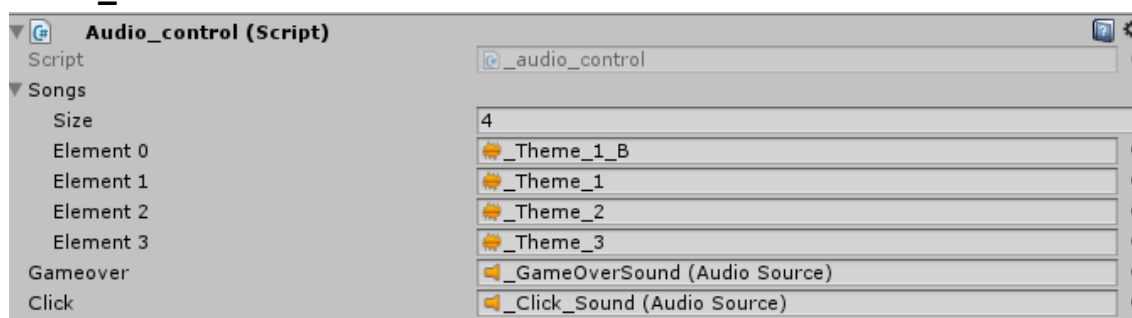 Audio_control (Script)
Script _audio_control
Songs
Size 4
Element 0 _Theme_1_B
Element 1 _Theme_1
Element 2 _Theme_2
Element 3 _Theme_3
Gameover _GameOverSound (Audio Source)
Click _Click_Sound (Audio Source)